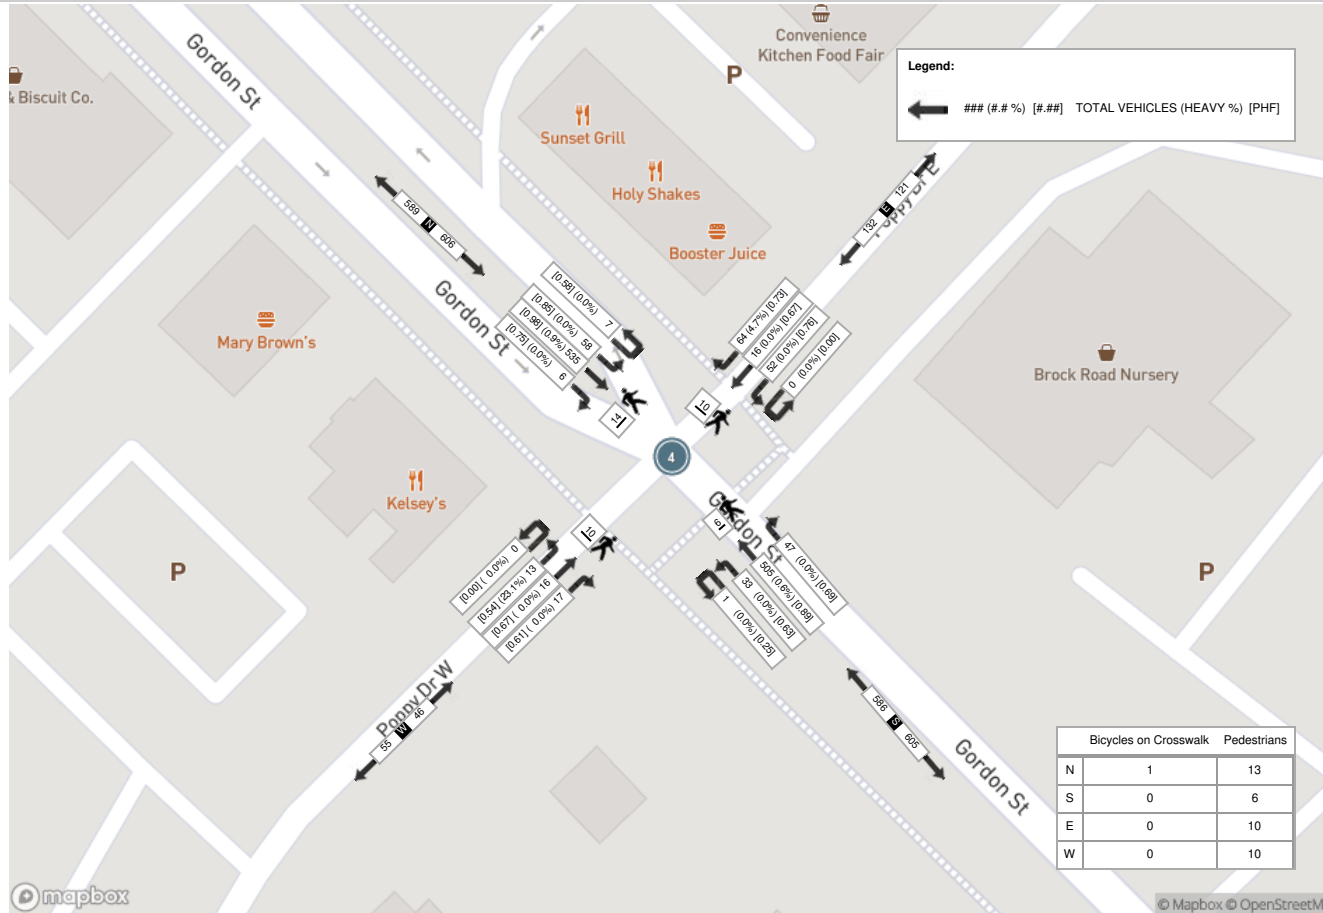 Gordon St
& Biscuit Co.
Convenience
Kitchen Food Fair
P
Sunset Grill
Holy Shakes
Booster Juice
Legend:
### (#.# %) [#.##] TOTAL VEHICLES (HEAVY %) [PHF]
589 N 606
132 E 121
Poppy Dr E
Gordon St
Mary Brown's
[0.58] (0.0%) 7
[0.85] (0.0%) 58
[0.98] (0.9%) 535
[0.75] (0.0%) 6
64 (4.7%) [0.73]
16 (0.0%) [0.67]
52 (0.0%) [0.76]
0 (0.0%) [0.00]
Brock Road Nursery
14
10
4
Kelsey's
10
6
Gordon St
[0.00] ( 0.0%) 0
[0.54] (23.1%) 13
[0.67] ( 0.0%) 16
[0.61] ( 0.0%) 17
47 (0.0%) [0.69]
505 (0.6%) [0.89]
33 (0.0%) [0.63]
1 (0.0%) [0.25]
P
P
Poppy Dr W
55 W 46
586 S 605
Gordon St
Bicycles on Crosswalk Pedestrians
N 1 13
S 0 6
E 0 10
W 0 10
mapbox
© Mapbox © OpenStreetM